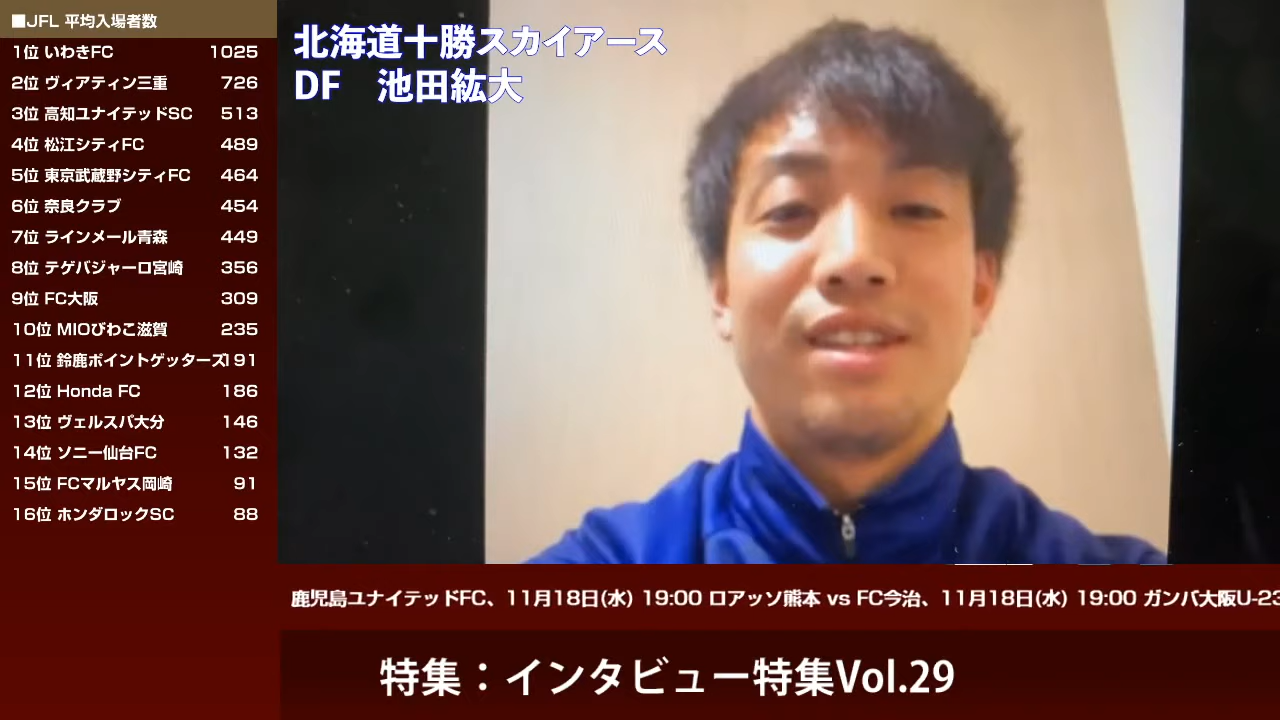 ■JFL 平均入場者数
1位 いわきFC 1025
2位 ヴィアティン三重 726
3位 高知ユナイテッドSC 513
4位 松江シティFC 489
5位 東京武蔵野シティFC 464
6位 奈良クラブ 454
7位 ラインメール青森 449
8位 テゲバジャーロ宮崎 356
9位 FC大阪 309
10位 MIOびわこ滋賀 235
11位 鈴鹿ポイントゲッターズ191
12位 Honda FC 186
13位 ヴェルスパ大分 146
14位 ソニー仙台FC 132
15位 FCマルヤス岡崎 91
16位 ホンダロックSC 88
北海道十勝スカイアース
DF 池田紘大
鹿児島ユナイテッドFC、11月18日(水) 19:00 ロアッソ熊本 vs FC今治、11月18日(水) 19:00 ガンバ大阪U-23
特集：インタビュー特集Vol.29